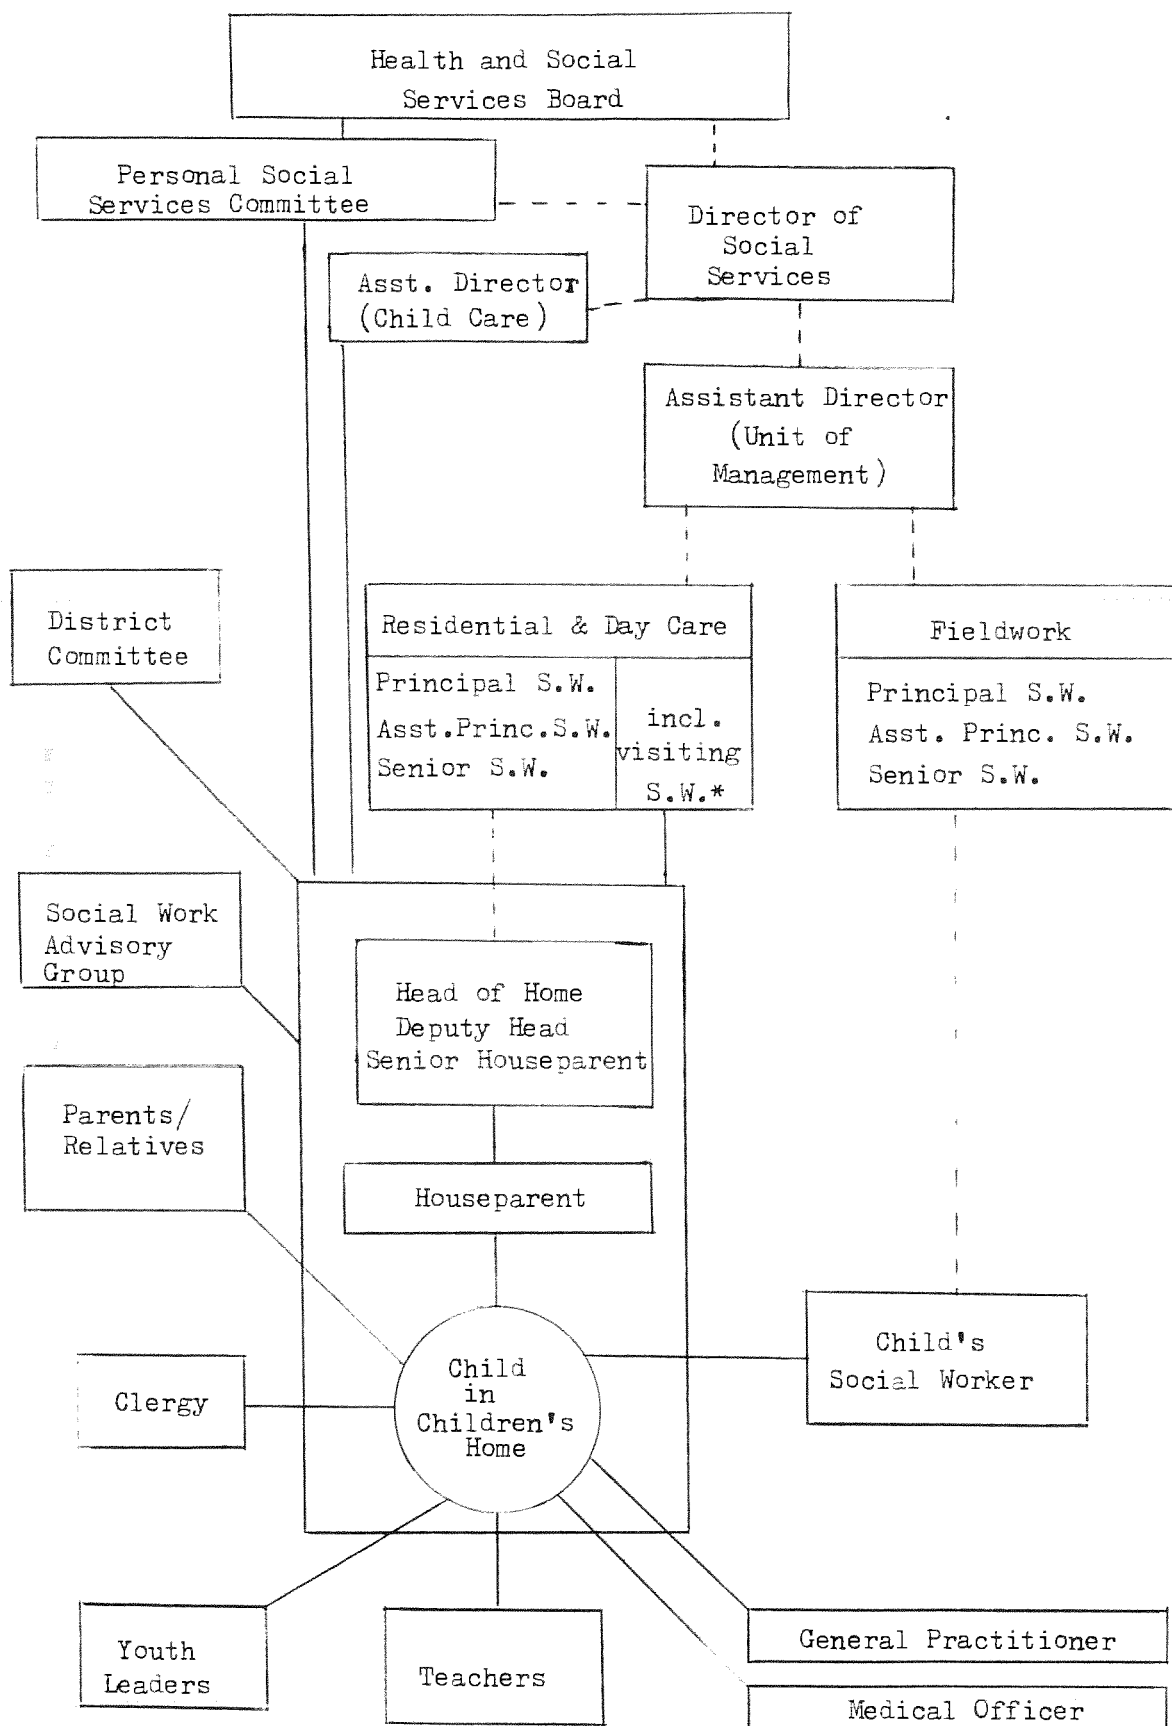 Health and Social
Services Board
Personal Social
Services Committee
Director of
Social
Services
Asst. Director
(Child Care)
Assistant Director
(Unit of
Management)
District
Committee
Residential & Day Care
Principal S.W.
Asst.Princ.S.W.
Senior S.W.
incl.
visiting
S.W.*
Fieldwork
Principal S.W.
Asst. Princ. S.W.
Senior S.W.
Social Work
Advisory
Group
Head of Home
Deputy Head
Senior Houseparent
Parents/
Relatives
Houseparent
Child's
Social Worker
Clergy
Child
in
Children's
Home
Youth
Leaders
Teachers
General Practitioner
Medical Officer